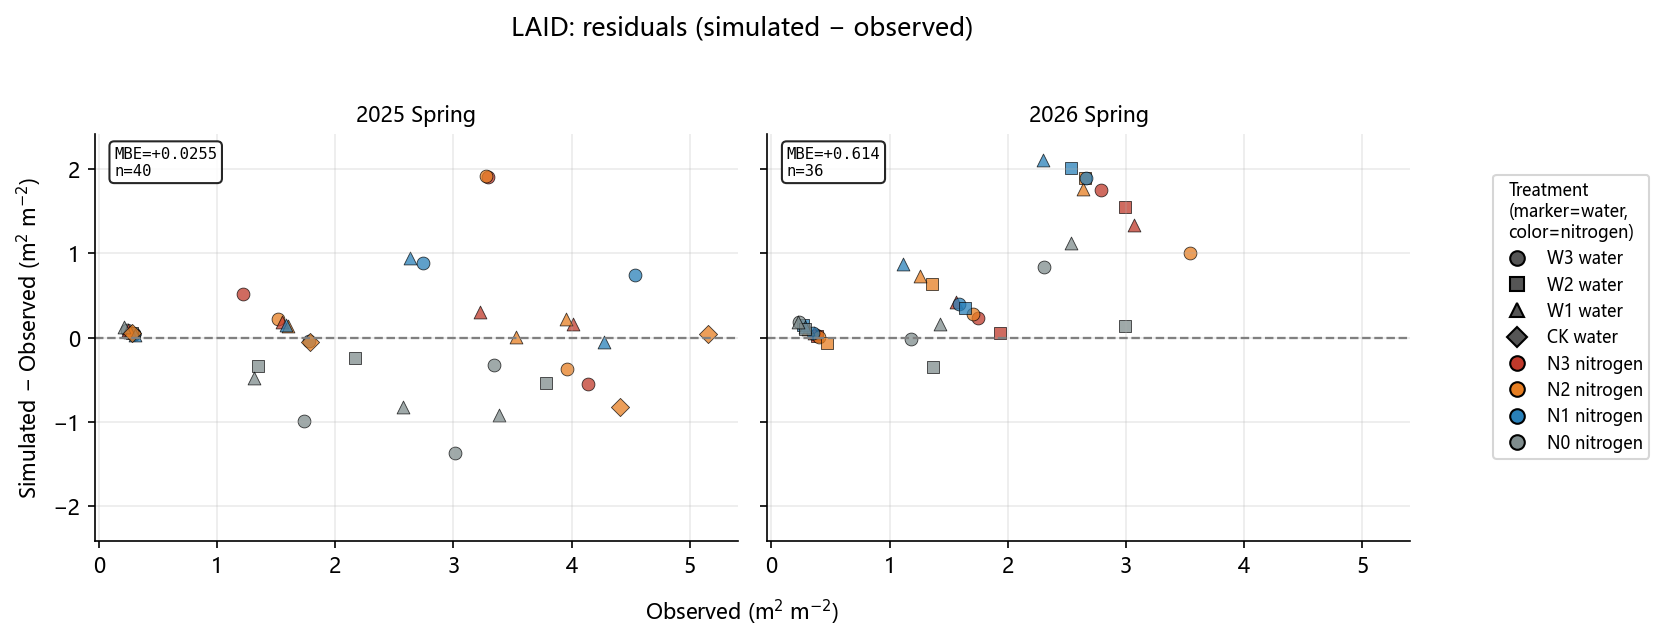 LAID: residuals (simulated − observed)
2025 Spring
2026 Spring
MBE=+0.0255
n=40
MBE=+0.614
n=36
Simulated − Observed (m² m⁻²)
2
1
0
−1
−2
0 1 2 3 4 5
0 1 2 3 4 5
Observed (m² m⁻²)
Treatment
(marker=water,
color=nitrogen)
W3 water
W2 water
W1 water
CK water
N3 nitrogen
N2 nitrogen
N1 nitrogen
N0 nitrogen